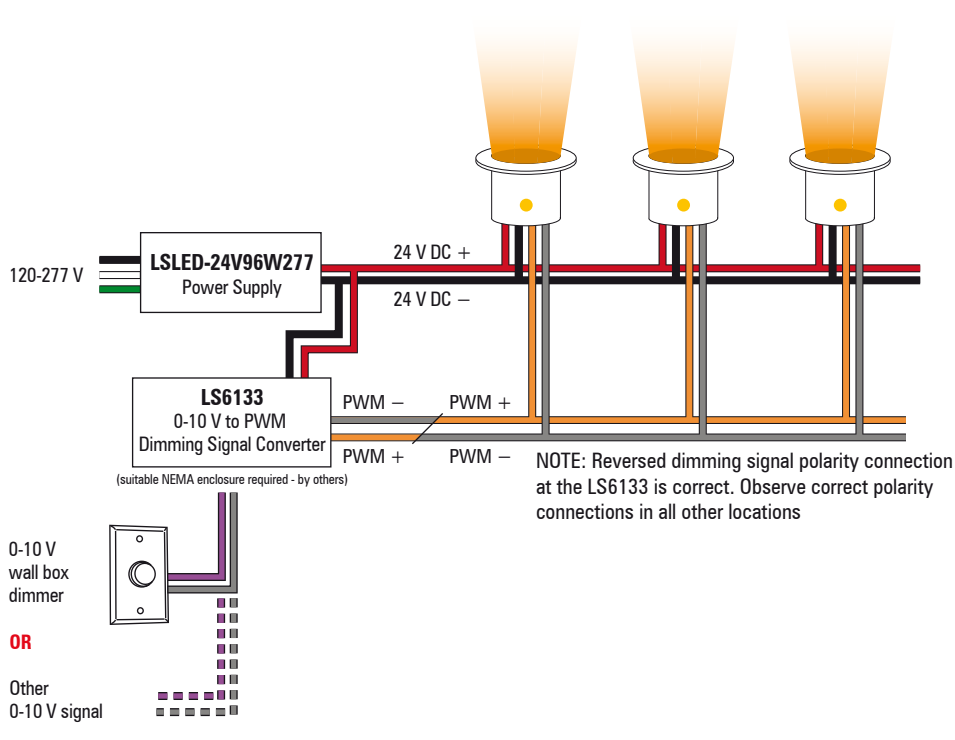 120-277 V
LSLED-24V96W277
Power Supply
24 V DC +
24 V DC –
LS6133
0-10 V to PWM
Dimming Signal Converter
(suitable NEMA enclosure required - by others)
PWM –
PWM +
PWM +
PWM –
NOTE: Reversed dimming signal polarity connection
at the LS6133 is correct. Observe correct polarity
connections in all other locations
0-10 V
wall box
dimmer
OR
Other
0-10 V signal